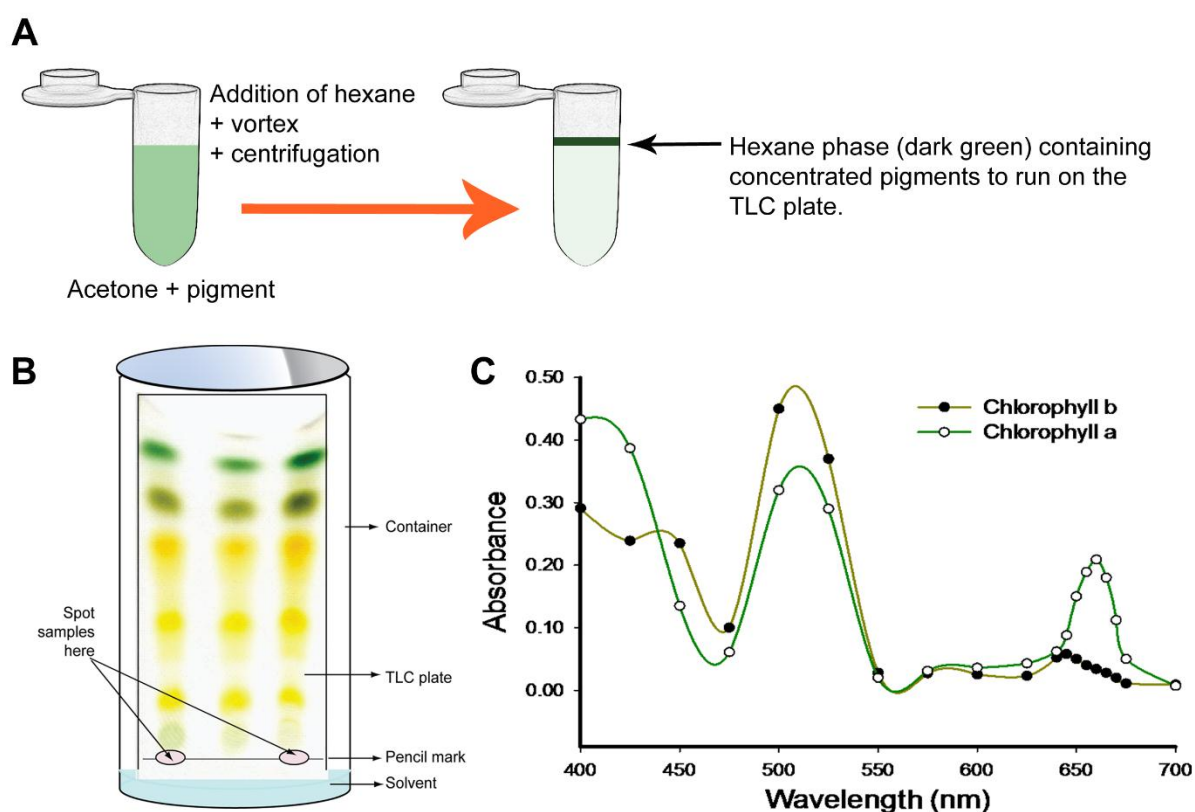 A
Addition of hexane
+ vortex
+ centrifugation
Acetone + pigment
Hexane phase (dark green) containing
concentrated pigments to run on the
TLC plate.
B
Container
Spot
samples
here
TLC plate
Pencil mark
Solvent
C
Absorbance
0.50
0.40
0.30
0.20
0.10
0.00
Chlorophyll b
Chlorophyll a
400 450 500 550 600 650 700
Wavelength (nm)